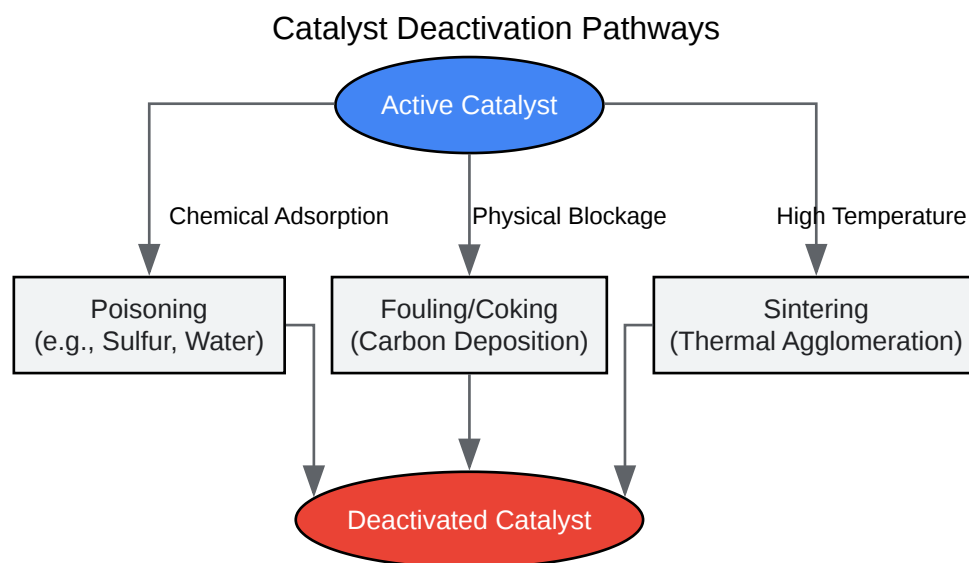 Catalyst Deactivation Pathways
Active Catalyst
Chemical Adsorption
Physical Blockage
High Temperature
Poisoning
(e.g., Sulfur, Water)
Fouling/Coking
(Carbon Deposition)
Sintering
(Thermal Agglomeration)
Deactivated Catalyst